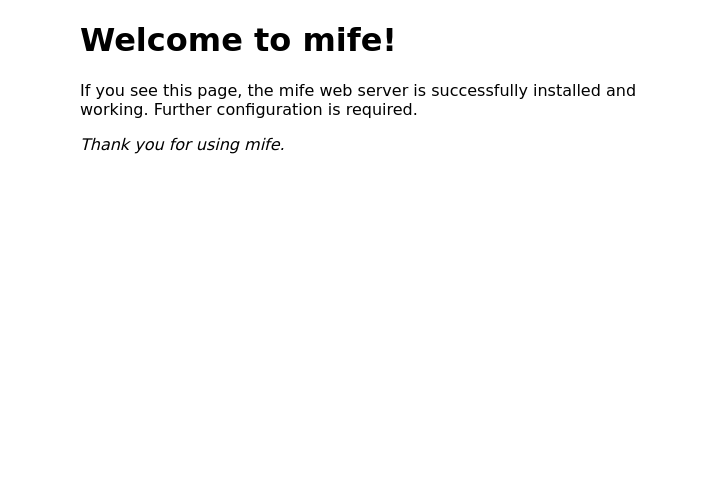 Welcome to mife!
If you see this page, the mife web server is successfully installed and
working. Further configuration is required.
Thank you for using mife.